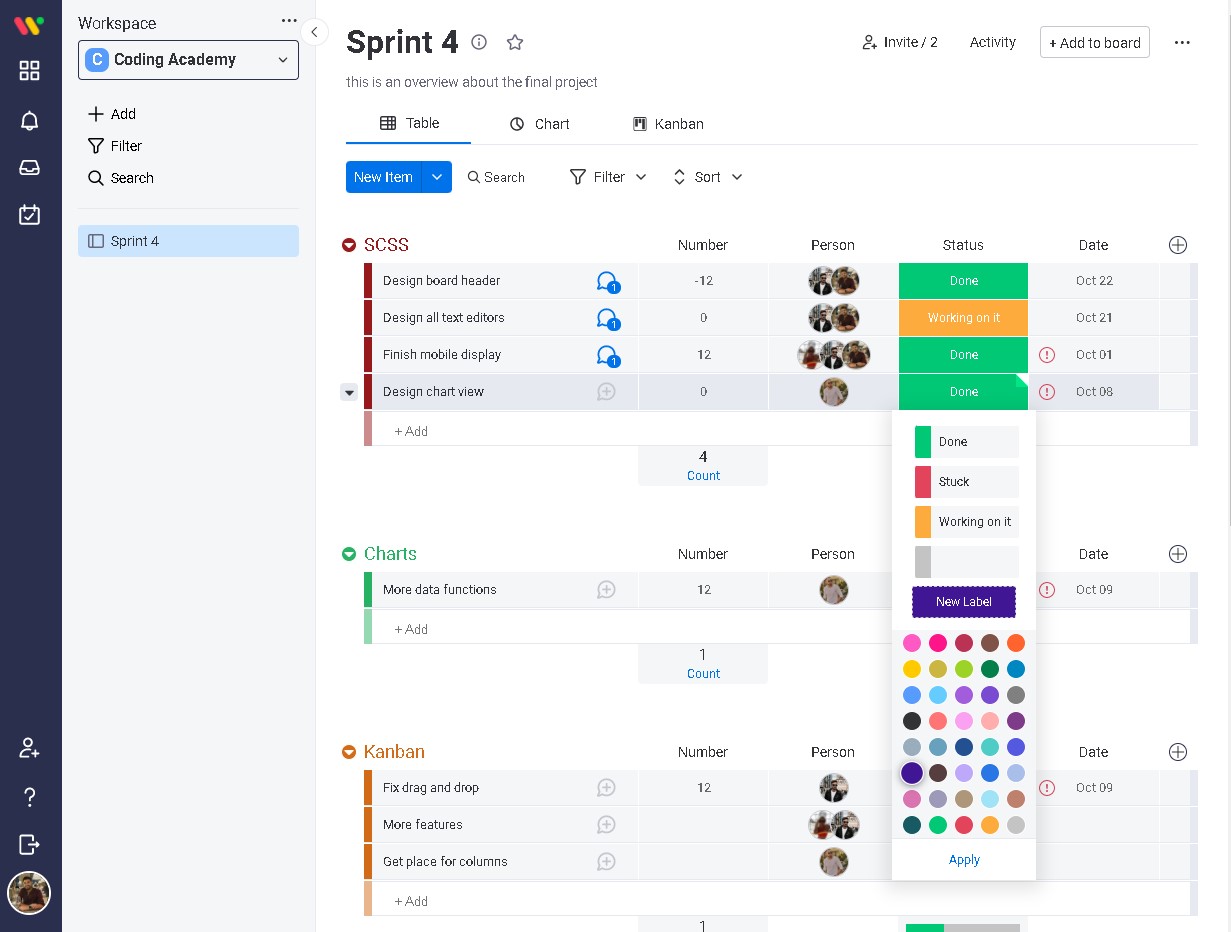 Workspace
C Coding Academy
Add
Filter
Search
Sprint 4
Sprint 4
Invite / 2 Activity + Add to board
this is an overview about the final project
Table Chart Kanban
New Item Search Filter Sort
SCSS Number Person Status Date
Design board header 1 -12 Done Oct 22
Design all text editors 1 0 Working on it Oct 21
Finish mobile display 1 12 Done Oct 01
Design chart view 0 Done Oct 08
+ Add
4
Count
Done
Stuck
Working on it
New Label
Apply
Charts Number Person Date
More data functions 12 Oct 09
+ Add
1
Count
Kanban Number Person Date
Fix drag and drop 12 Oct 09
More features
Get place for columns
+ Add
1